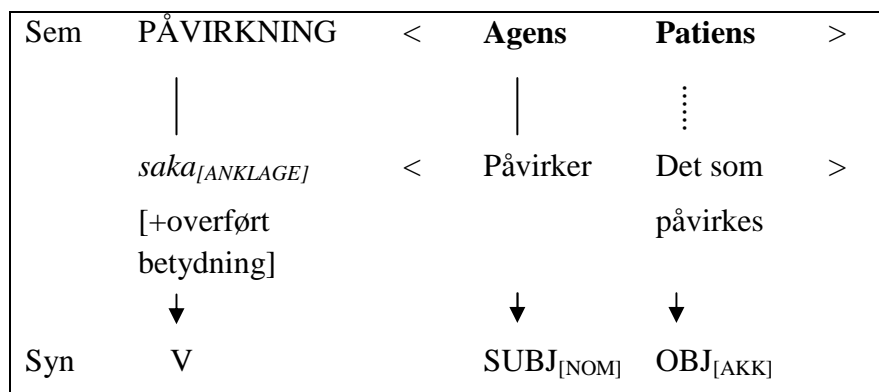 Sem PÅVIRKNING < Agens Patiens >
saka[ANKLAGE] < Påvirker Det som >
[+overført påvirkes
betydning]
Syn V SUBJ[NOM] OBJ[AKK]